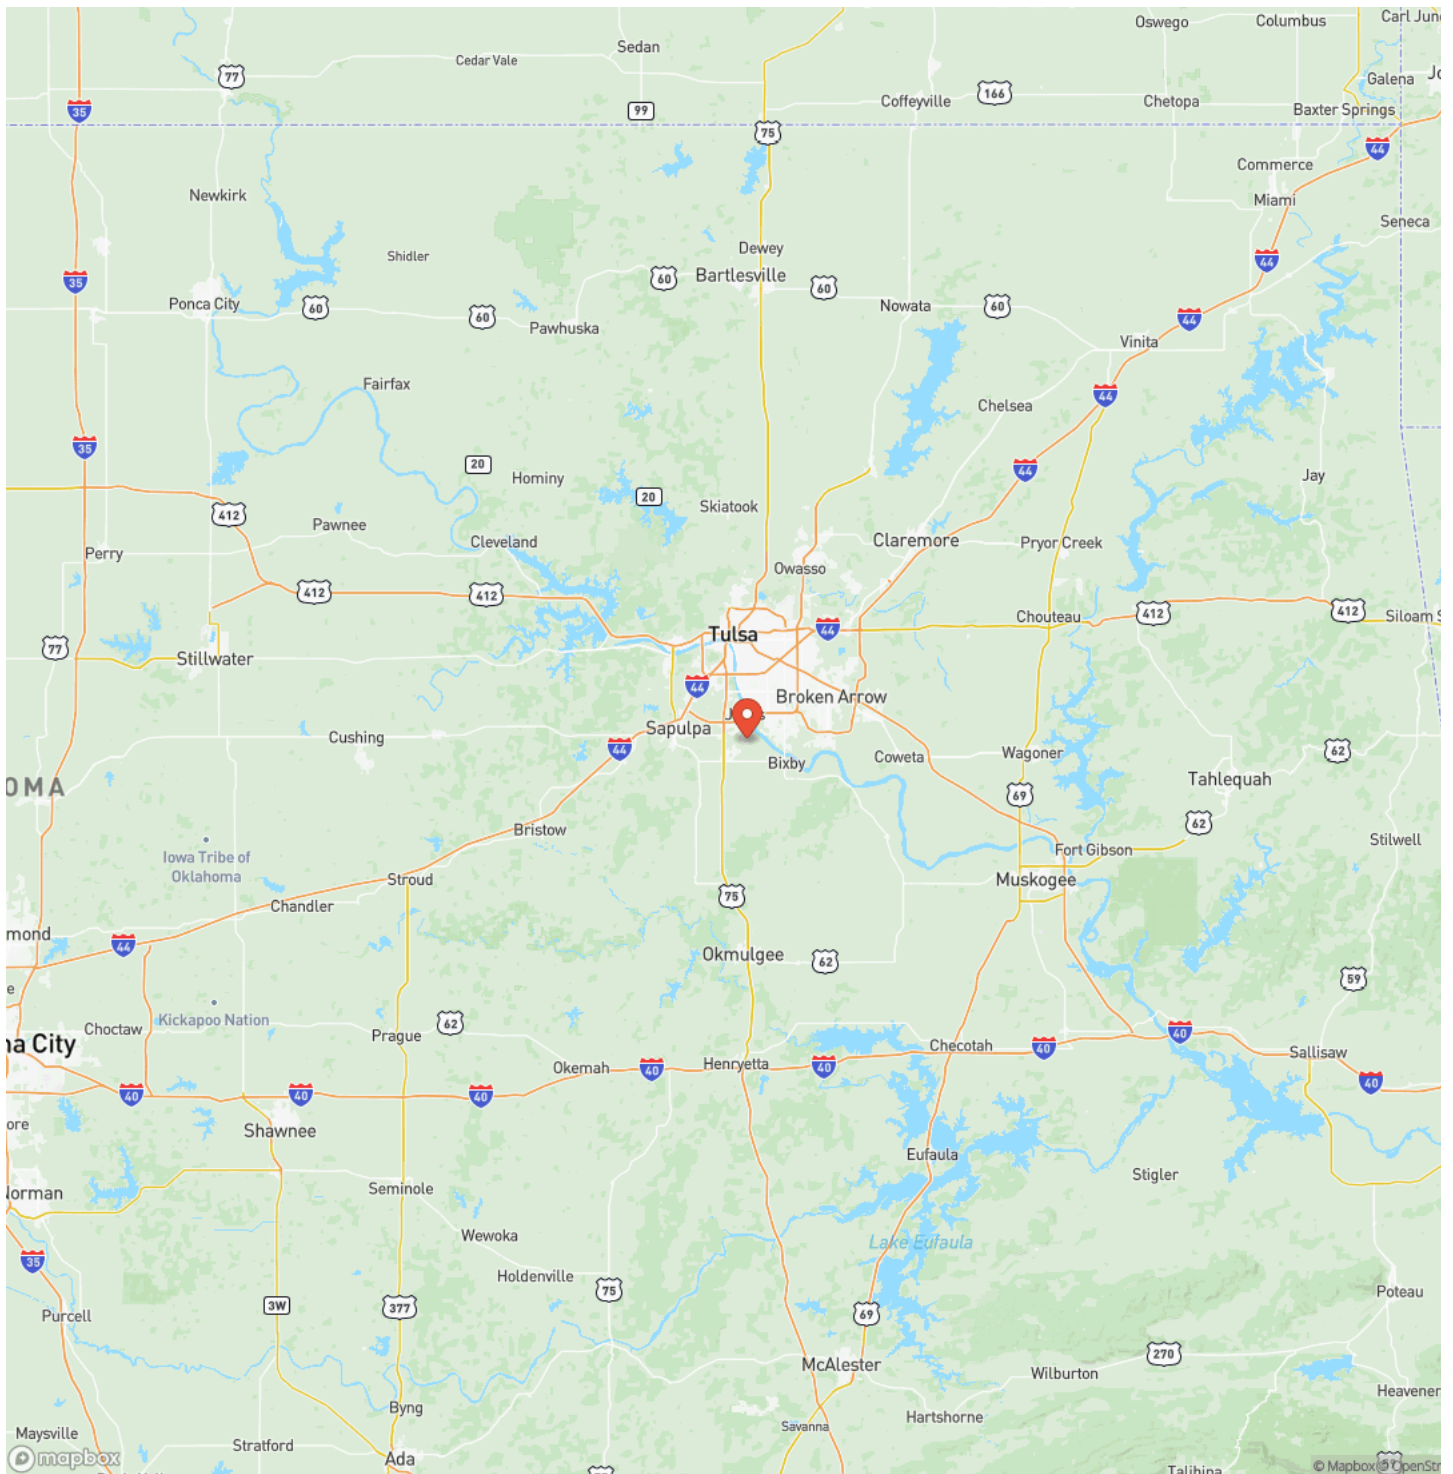 Oswego
Columbus
Carl Jun
Sedan
Cedar Vale
77
Galena
Jo
35
99
Coffeyville
166
Chetopa
Baxter Springs
75
44
Commerce
Newkirk
Miami
Seneca
Dewey
Shidler
44
Bartlesville
60
35
60
Ponca City
60
60
Nowata
60
Pawhuska
44
Vinita
Fairfax
44
Chelsea
35
20
44
Hominy
Jay
20
Skiatook
412
Pawnee
Cleveland
Claremore
Pryor Creek
Perry
Owasso
412
412
412
412
Chouteau
Siloam S
44
Tulsa
77
Stillwater
44
Broken Arrow
Sapulpa
Cushing
44
62
Wagoner
Coweta
Bixby
Tahlequah
OMA
69
62
Bristow
Stilwell
Iowa Tribe of
Oklahoma
Fort Gibson
Stroud
Muskogee
75
Chandler
mond
44
Okmulgee
62
59
e
Kickapoo Nation
62
Choctaw
Prague
40
na City
Checotah
40
Sallisaw
Henryetta
Okemah
40
40
40
40
40
40
ore
Shawnee
Eufaula
Stigler
Norman
Seminole
Wewoka
Lake Eufaula
35
Holdenville
75
Poteau
3W
377
69
Purcell
270
McAlester
Wilburton
Heavener
Byng
Hartshorne
Savanna
Maysville
Stratford
Ada
mapbox
59
© Mapbox © OpenStr
Talihina
75